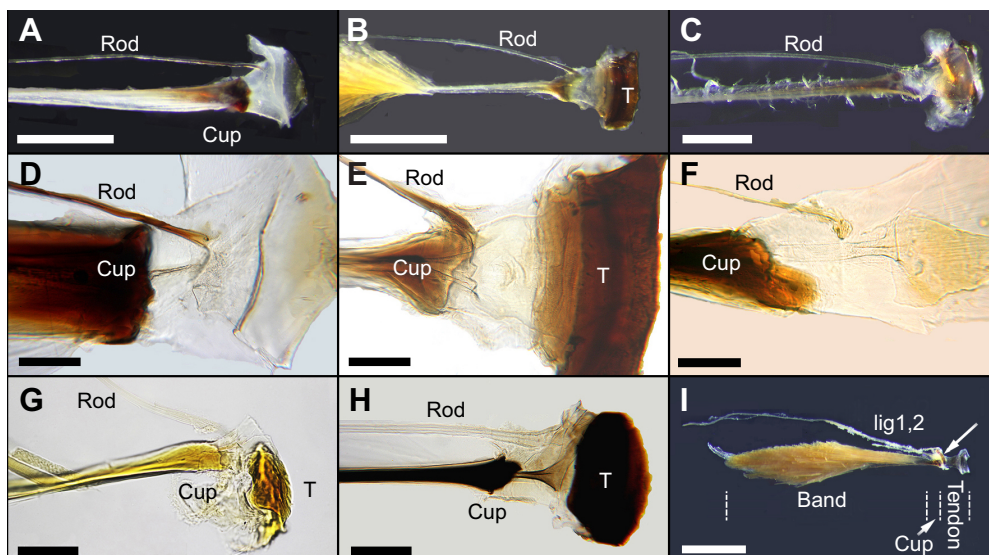 A
Rod
Cup
B
Rod
T
C
Rod
D
Rod
Cup
E
Rod
Cup
T
F
Rod
Cup
G
Rod
Cup
T
H
Rod
Cup
T
I
lig1,2
Band
Cup
Tendon